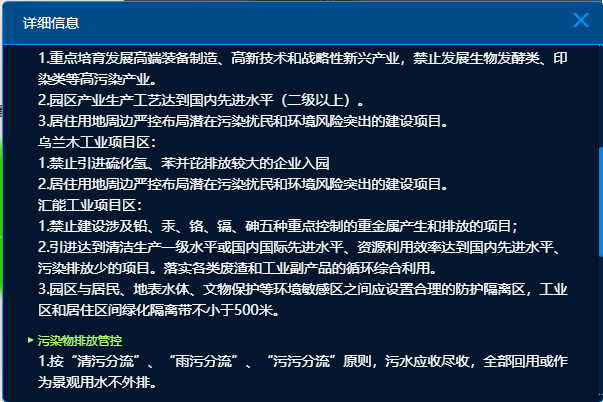 详细信息
1.重点培育发展高端装备制造、高新技术和战略性新兴产业，禁止发展生物发酵类、印
染类等高污染产业。
2.园区产业生产工艺达到国内先进水平（二级以上）。
3.居住用地周边严控布局潜在污染扰民和环境风险突出的建设项目。
乌兰木工业项目区：
1.禁止引进硫化氢、苯并芘排放较大的企业入园
2.居住用地周边严控布局潜在污染扰民和环境风险突出的建设项目。
汇能工业项目区：
1.禁止建设涉及铅、汞、铬、镉、砷五种重点控制的重金属产生和排放的项目；
2.引进达到清洁生产一级水平或国内国际先进水平、资源利用效率达到国内先进水平、
污染排放少的项目。落实各类废渣和工业副产品的循环综合利用。
3.园区与居民、地表水体、文物保护等环境敏感区之间应设置合理的防护隔离区，工业
区和居住区间绿化隔离带不小于500米。
污染物排放管控
1.按“清污分流”、“雨污分流”、“污污分流”原则，污水应收尽收，全部回用或作
为景观用水不外排。